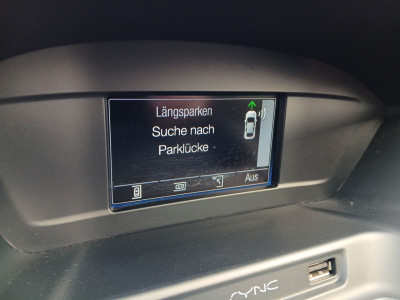 Längsparken
Suche nach
Parklücke
Aus
SYNC